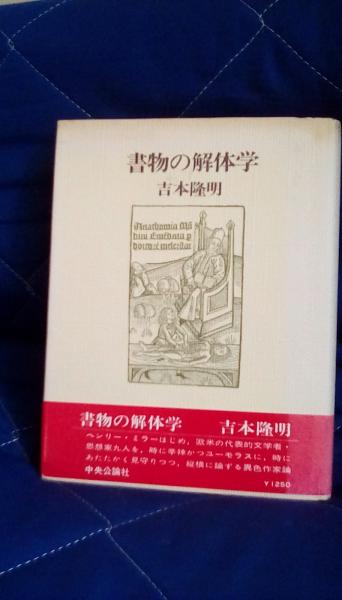 書物の解体学
吉本隆明
書物の解体学 吉本隆明
ヘンリー・ミラーはじめ，欧米の代表的文学者・
思想家九人を，時に辛辣かつユーモラスに，時に
あたたかく見守りつつ，縦横に論ずる異色作家論
中央公論社
¥1250